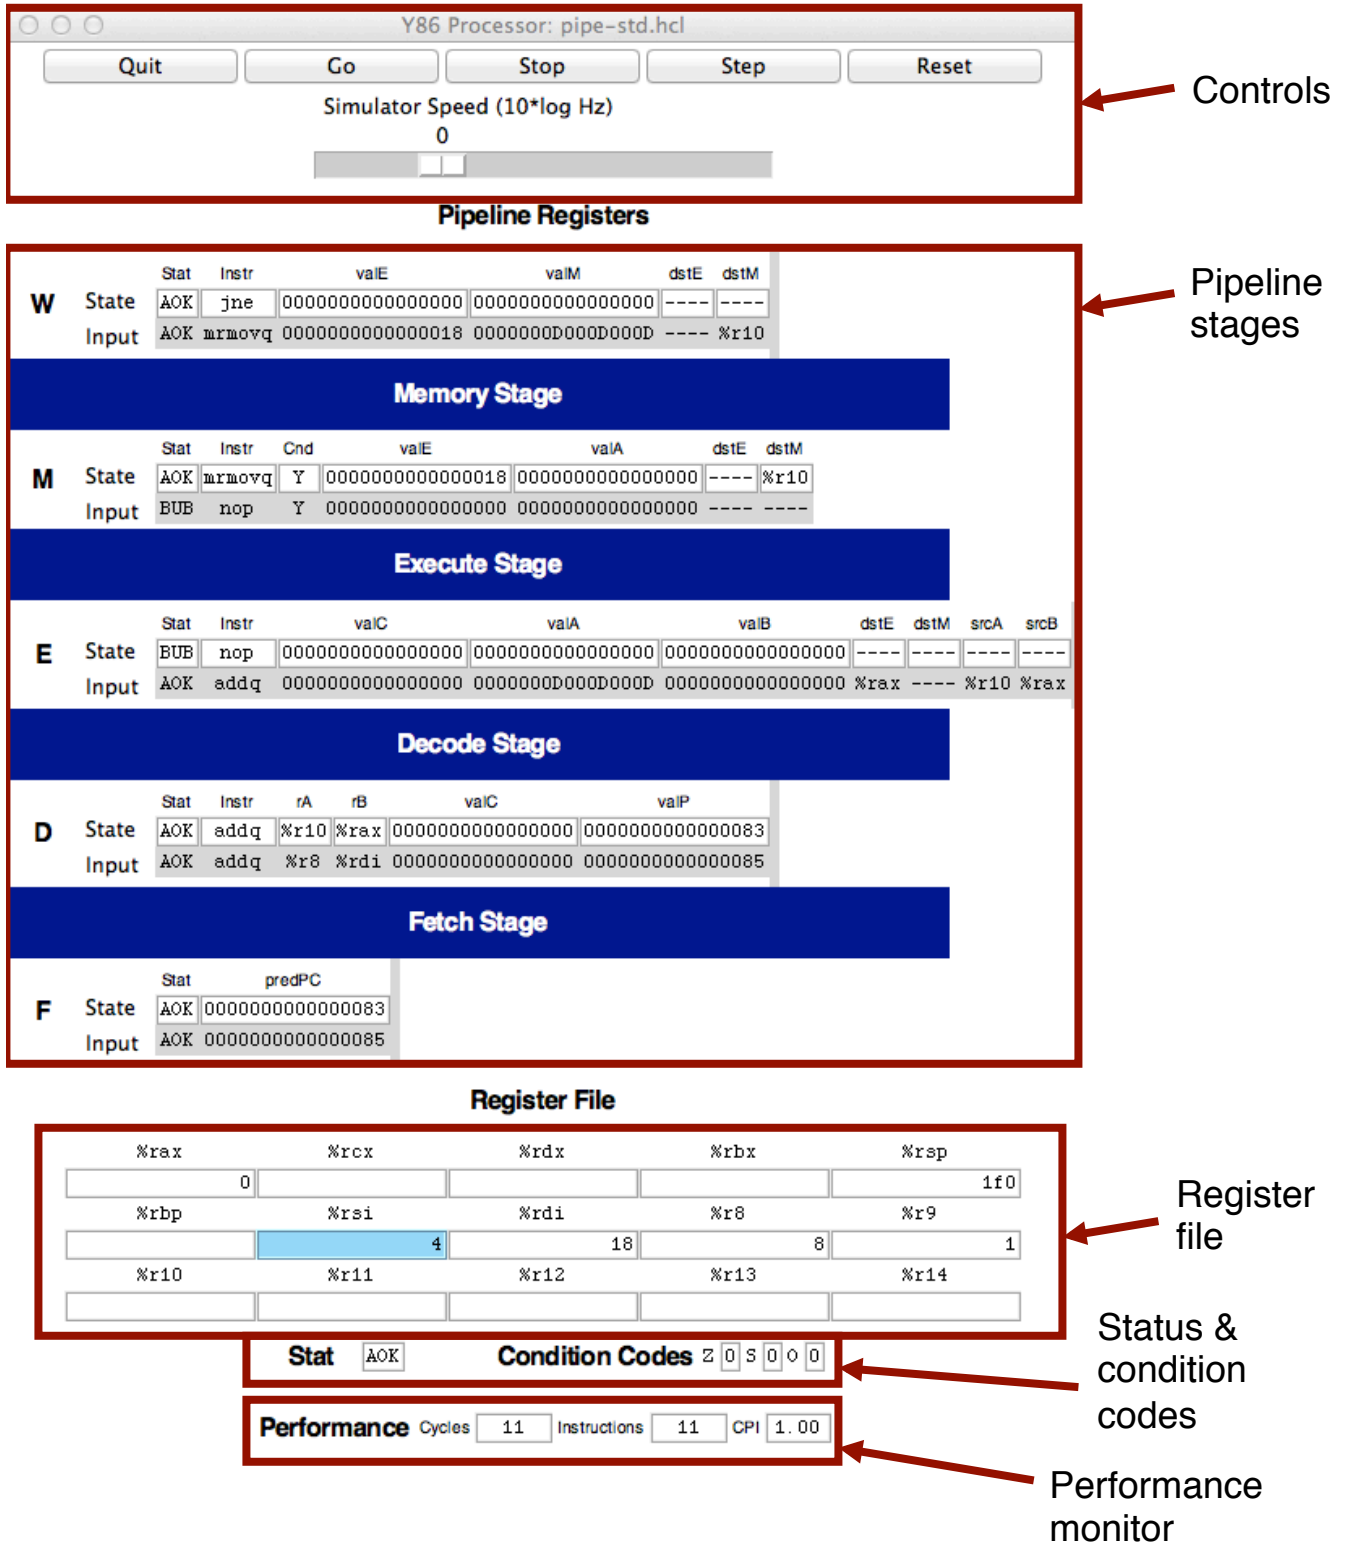 Y86 Processor: pipe-std.hcl
Quit Go Stop Step Reset
Controls
Simulator Speed (10*log Hz)
0
Pipeline Registers
Pipeline
stages
Stat Instr valE valM dstE dstM
W State AOK jne 0000000000000000 0000000000000000 ---- ----
Input AOK mrmovq 0000000000000018 0000000D000D000D ---- %r10
Memory Stage
Stat Instr Cnd valE valA dstE dstM
M State AOK mrmovq Y 0000000000000018 0000000000000000 ---- %r10
Input BUB nop Y 0000000000000000 0000000000000000 ---- ----
Execute Stage
Stat Instr valC valA valB dstE dstM srcA srcB
E State BUB nop 0000000000000000 0000000000000000 0000000000000000 ---- ---- ---- ----
Input AOK addq 0000000000000000 0000000D000D000D 0000000000000000 %rax ---- %r10 %rax
Decode Stage
Stat Instr rA rB valC valP
D State AOK addq %r10 %rax 0000000000000000 0000000000000083
Input AOK addq %r8 %rdi 0000000000000000 0000000000000085
Fetch Stage
Stat predPC
F State AOK 0000000000000083
Input AOK 0000000000000085
Register File
%rax %rcx %rdx %rbx %rsp
0 1f0
%rbp %rsi %rdi %r8 %r9
4 18 8 1
%r10 %r11 %r12 %r13 %r14
Register
file
Stat AOK Condition Codes Z 0 S 0 O 0
Status &
condition
codes
Performance Cycles 11 Instructions 11 CPI 1.00
Performance
monitor